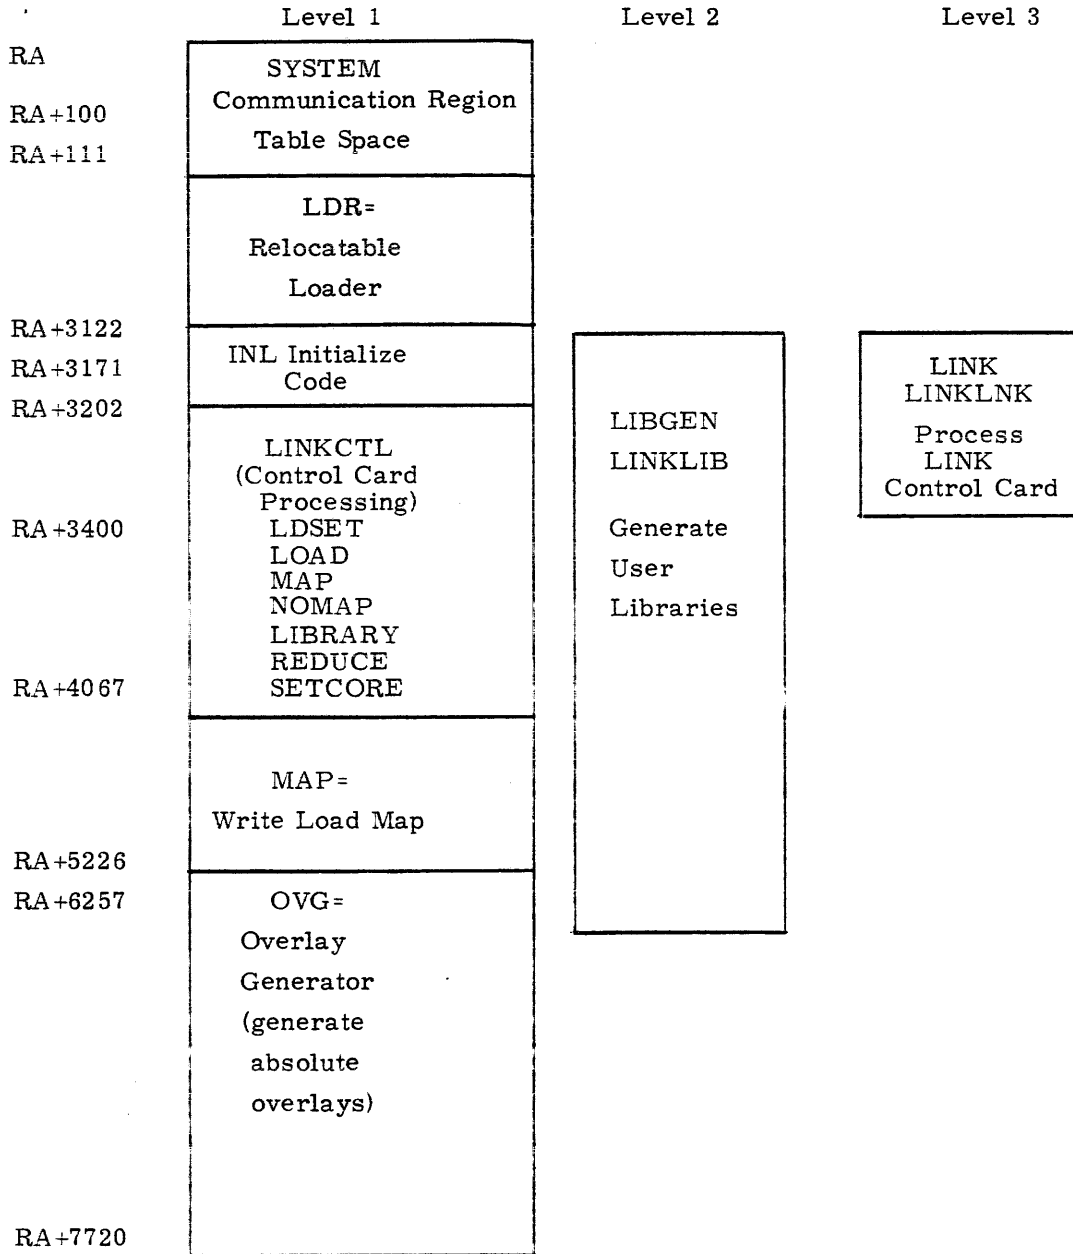 Level 1 Level 2 Level 3
RA
SYSTEM
Communication Region
RA+100
Table Space
RA+111
LDR=
Relocatable
Loader
RA+3122
INL Initialize
RA+3171
Code
RA+3202
LINKCTL
(Control Card
Processing)
RA+3400
LDSET
LOAD
MAP
NOMAP
LIBRARY
REDUCE
RA+4067
SETCORE
MAP=
Write Load Map
RA+5226
RA+6257
OVG=
Overlay
Generator
(generate
absolute
overlays)
RA+7720
LIBGEN
LINKLIB
Generate
User
Libraries
LINK
LINKLNK
Process
LINK
Control Card